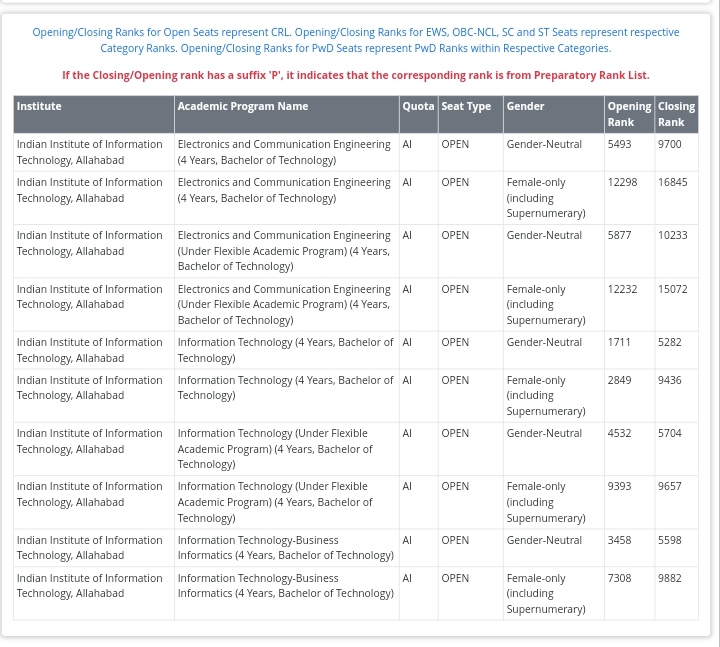 Opening/Closing Ranks for Open Seats represent CRL. Opening/Closing Ranks for EWS, OBC-NCL, SC and ST Seats represent respective
Category Ranks. Opening/Closing Ranks for PwD Seats represent PwD Ranks within Respective Categories.
If the Closing/Opening rank has a suffix 'P', it indicates that the corresponding rank is from Preparatory Rank List.
Institute Academic Program Name Quota Seat Type Gender Opening Closing
Rank Rank
Indian Institute of Information Electronics and Communication Engineering AI OPEN Gender-Neutral 5493 9700
Technology, Allahabad (4 Years, Bachelor of Technology)
Indian Institute of Information Electronics and Communication Engineering AI OPEN Female-only 12298 16845
Technology, Allahabad (4 Years, Bachelor of Technology) (including
Supernumerary)
Indian Institute of Information Electronics and Communication Engineering AI OPEN Gender-Neutral 5877 10233
Technology, Allahabad (Under Flexible Academic Program) (4 Years,
Bachelor of Technology)
Indian Institute of Information Electronics and Communication Engineering AI OPEN Female-only 12232 15072
Technology, Allahabad (Under Flexible Academic Program) (4 Years, (including
Bachelor of Technology) Supernumerary)
Indian Institute of Information Information Technology (4 Years, Bachelor of AI OPEN Gender-Neutral 1711 5282
Technology, Allahabad Technology)
Indian Institute of Information Information Technology (4 Years, Bachelor of AI OPEN Female-only 2849 9436
Technology, Allahabad Technology) (including
Supernumerary)
Indian Institute of Information Information Technology (Under Flexible AI OPEN Gender-Neutral 4532 5704
Technology, Allahabad Academic Program) (4 Years, Bachelor of
Technology)
Indian Institute of Information Information Technology (Under Flexible AI OPEN Female-only 9393 9657
Technology, Allahabad Academic Program) (4 Years, Bachelor of (including
Technology) Supernumerary)
Indian Institute of Information Information Technology-Business AI OPEN Gender-Neutral 3458 5598
Technology, Allahabad Informatics (4 Years, Bachelor of Technology)
Indian Institute of Information Information Technology-Business AI OPEN Female-only 7308 9882
Technology, Allahabad Informatics (4 Years, Bachelor of Technology) (including
Supernumerary)